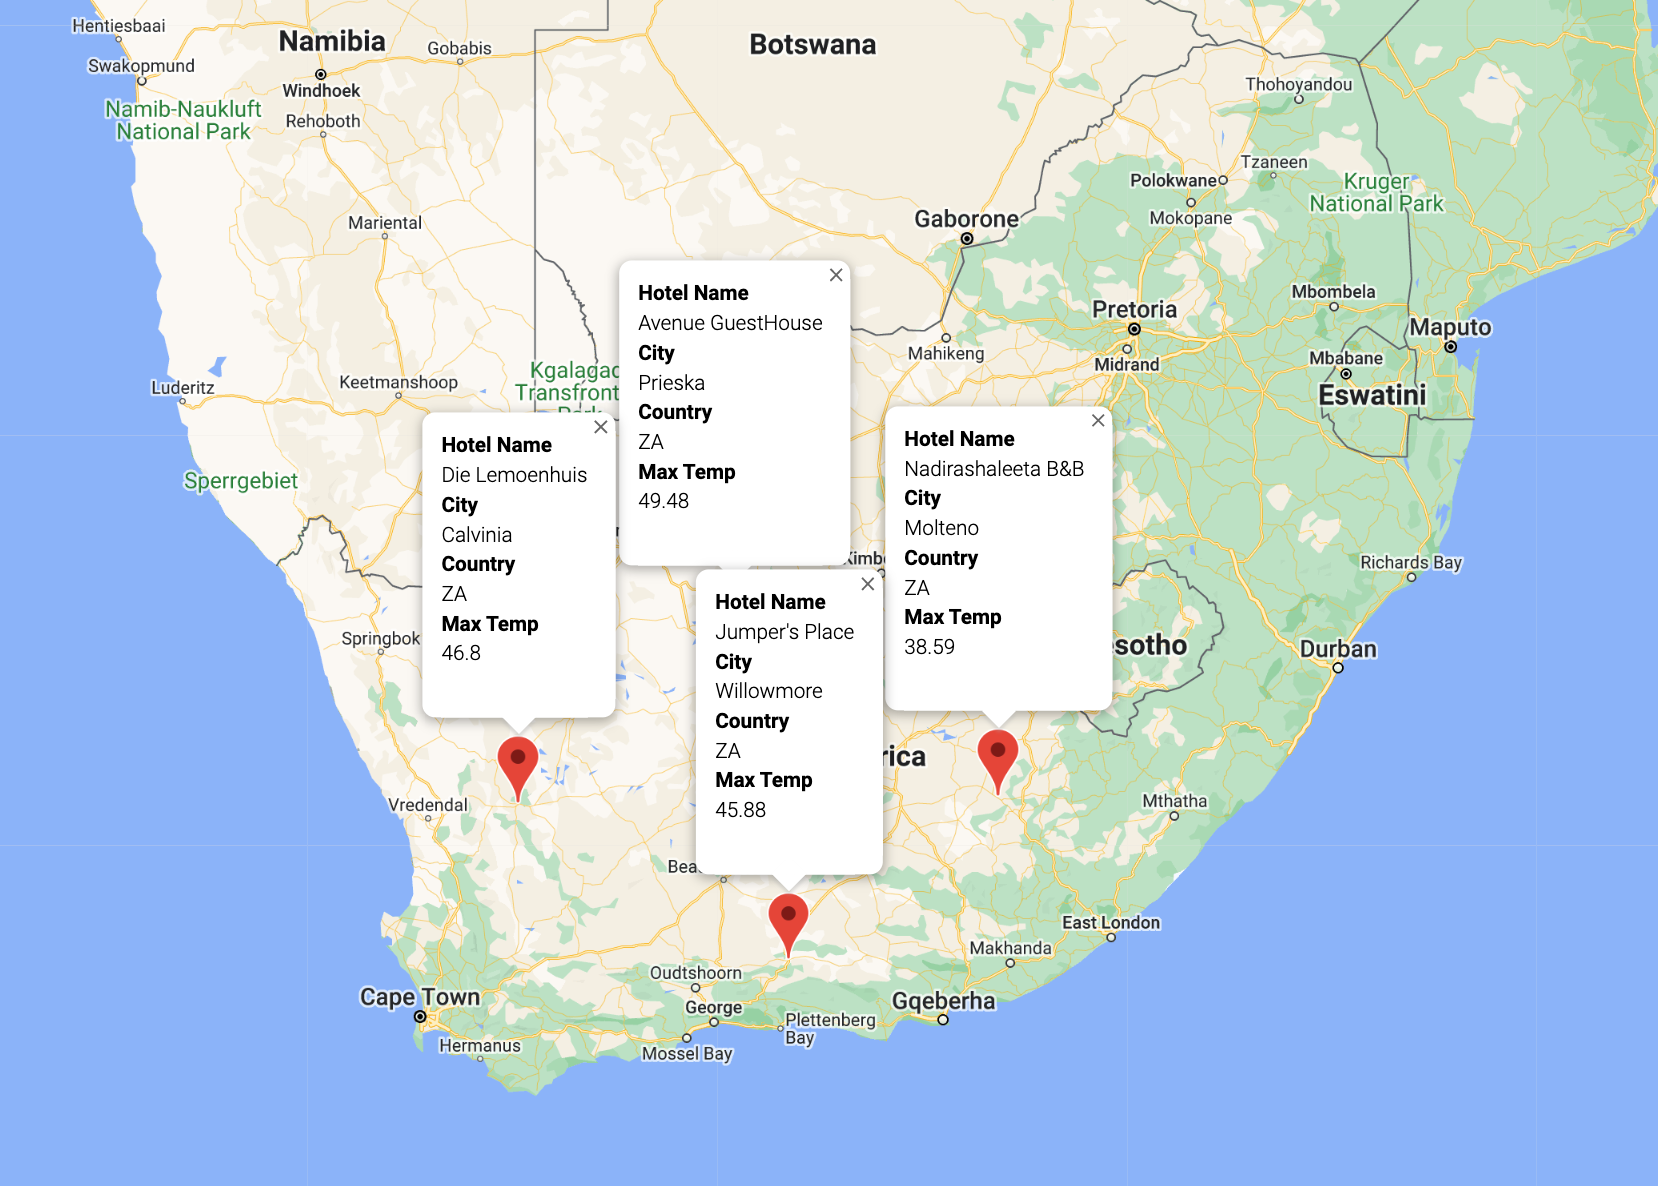 Hentiesbaai
Namibia
Gobabis
Botswana
Swakopmund
Windhoek
Thohoyandou
Namib-Naukluft
National Park
Rehoboth
Tzaneen
Polokwane
Kruger
National Park
Mokopane
Mariental
Gaborone
Mbombela
Pretoria
Maputo
Mahikeng
Midrand
Mbabane
Eswatini
Luderitz
Keetmanshoop
Kgalagad
Transfront
Park
Sperrgebiet
Hotel Name
Avenue GuestHouse
City
Prieska
Country
ZA
Max Temp
49.48
Hotel Name
Die Lemoenhuis
City
Calvinia
Country
ZA
Max Temp
46.8
Hotel Name
Nadirashaleeta B&B
City
Molteno
Country
ZA
Max Temp
38.59
Hotel Name
Jumper's Place
City
Willowmore
Country
ZA
Max Temp
45.88
Kimbe
Richards Bay
Springbok
sotho
Durban
rica
Vredendal
Mthatha
Bea
East London
Makhanda
Oudtshoorn
Cape Town
George
Gqeberha
Plettenberg
Bay
Hermanus
Mossel Bay